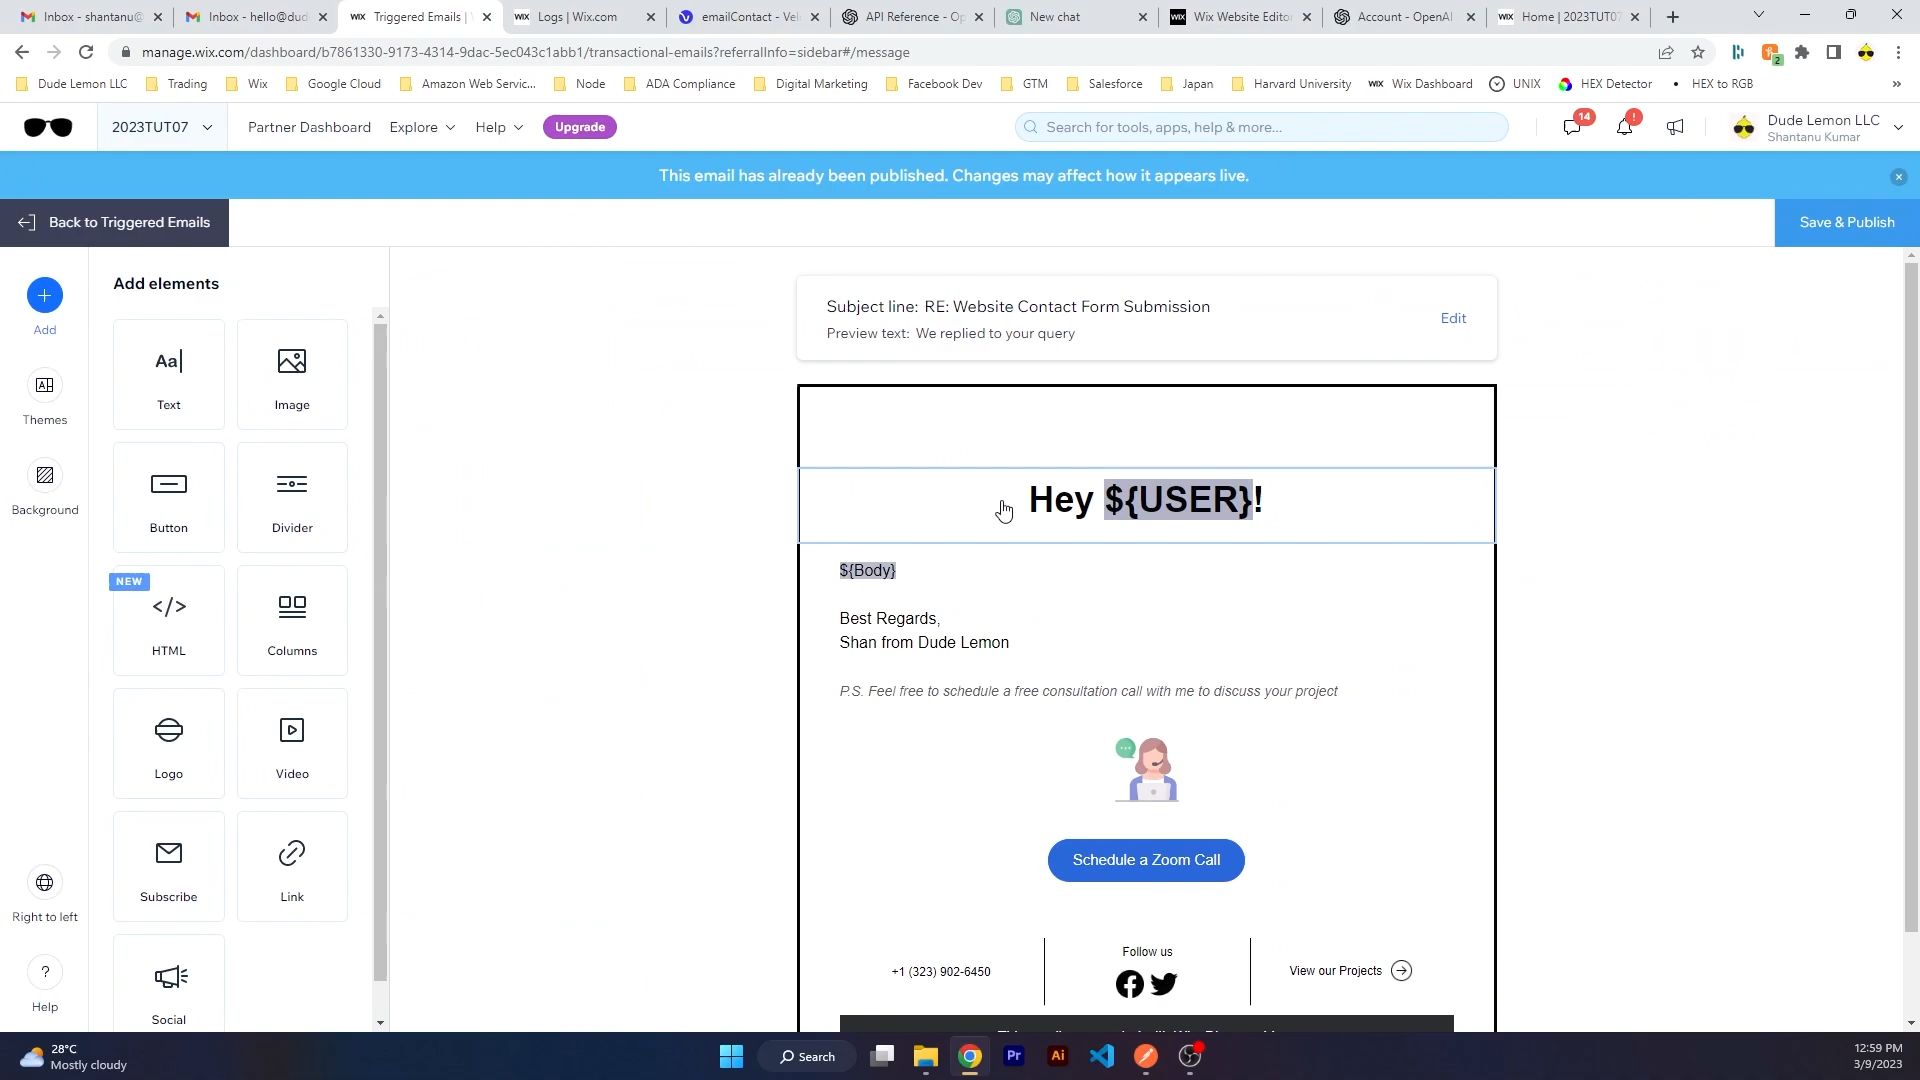 Inbox - shantanu@
Inbox - hello@dud
Triggered Emails |
Logs | Wix.com
emailContact - Vel
API Reference - Op
New chat
Wix Website Editor
Account - OpenAI
Home | 2023TUT07
manage.wix.com/dashboard/b7861330-9173-4314-9dac-5ec043c1abb1/transactional-emails?referralInfo=sidebar#/message
2
Dude Lemon LLC
Trading
Wix
Google Cloud
Amazon Web Servic...
Node
ADA Compliance
Digital Marketing
Facebook Dev
GTM
Salesforce
Japan
Harvard University
WIX Wix Dashboard
UNIX
HEX Detector
HEX to RGB
»
2023TUT07
Partner Dashboard
Explore
Help
Upgrade
Search for tools, apps, help & more...
14
!
Dude Lemon LLC
Shantanu Kumar
This email has already been published. Changes may affect how it appears live.
Back to Triggered Emails
Save & Publish
Add
Themes
Background
Right to left
?
Help
Add elements
Aa|
Text
Image
Button
Divider
NEW
</>
HTML
Columns
Logo
Video
Subscribe
Link
Social
Subject line: RE: Website Contact Form Submission
Preview text: We replied to your query
Edit
Hey ${USER}!
${Body}
Best Regards,
Shan from Dude Lemon
P.S. Feel free to schedule a free consultation call with me to discuss your project
Schedule a Zoom Call
+1 (323) 902-6450
Follow us
View our Projects
28°C
Mostly cloudy
Search
Pr
Ai
12:59 PM
3/9/2023